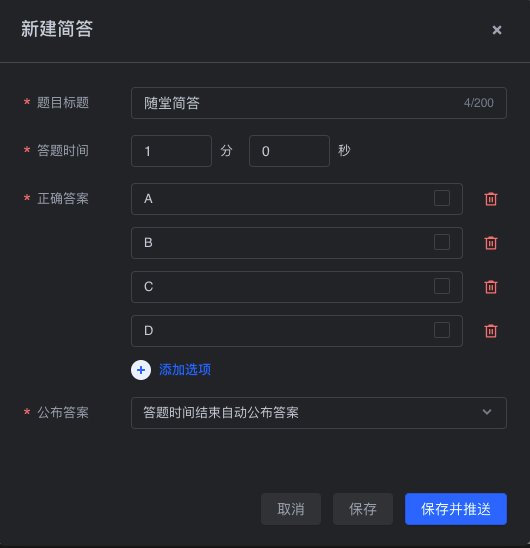 新建简答
* 题目标题 随堂简答 4/200
* 答题时间 1 分 0 秒
* 正确答案 A
B
C
D
添加选项
* 公布答案 答题时间结束自动公布答案
取消 保存 保存并推送